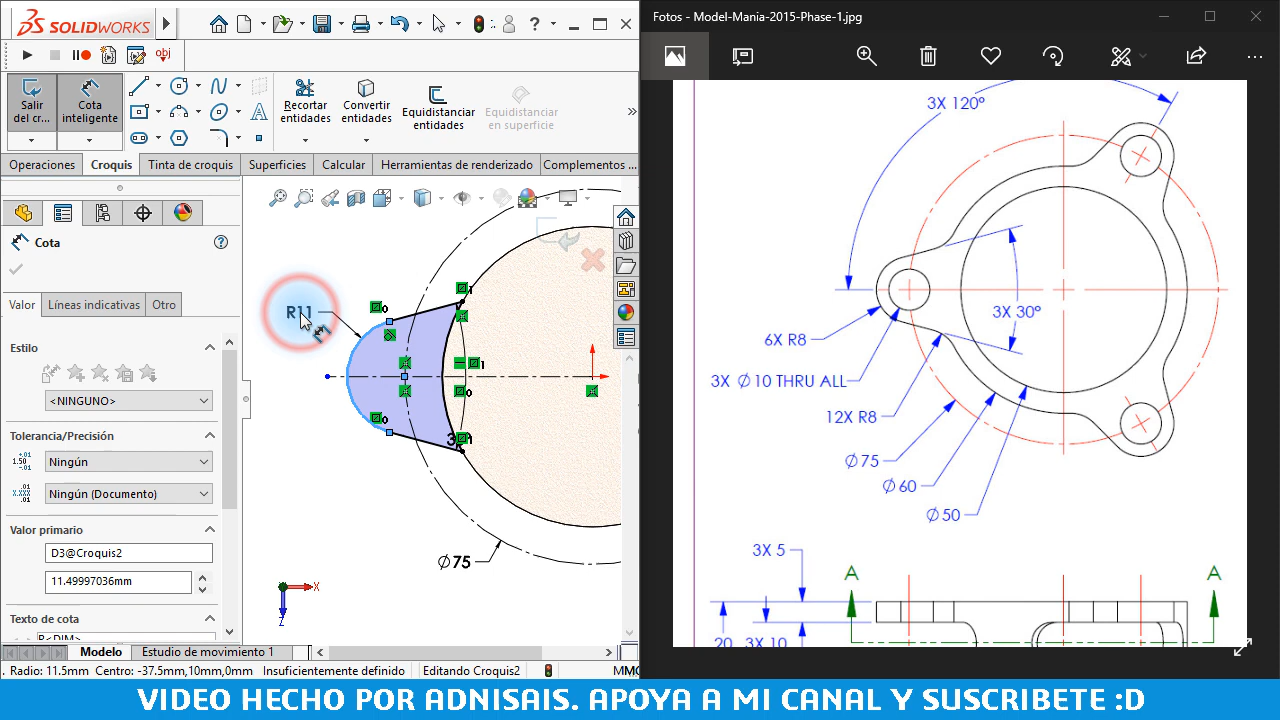 SOLIDWORKS
?
obj
Salir
del cr...
Cota
inteligente
Recortar
entidades
Convertir
entidades
Equidistanciar
entidades
Equidistanciar
en superficie
Operaciones
Croquis
Tinta de croquis
Superficies
Calcular
Herramientas de renderizado
Complementos ...
Cota
Valor
Líneas indicativas
Otro
Estilo
<NINGUNO>
Tolerancia/Precisión
Ningún
Ningún (Documento)
Valor primario
D3@Croquis2
11.49997036mm
Texto de cota
R<DIM>
R11
Ø75
X
Z
Modelo
Estudio de movimiento 1
Radio: 11.5mm
Centro: -37.5mm,10mm,0mm
Insuficientemente definido
Editando Croquis2
Fotos - Model-Mania-2015-Phase-1.jpg
3X 120°
3X 30°
6X R8
3X Ø10 THRU ALL
12X R8
Ø75
Ø60
Ø50
3X 5
A
A
20
3X 10
VIDEO HECHO POR ADNISAIS. APOYA A MI CANAL Y SUSCRIBETE :D